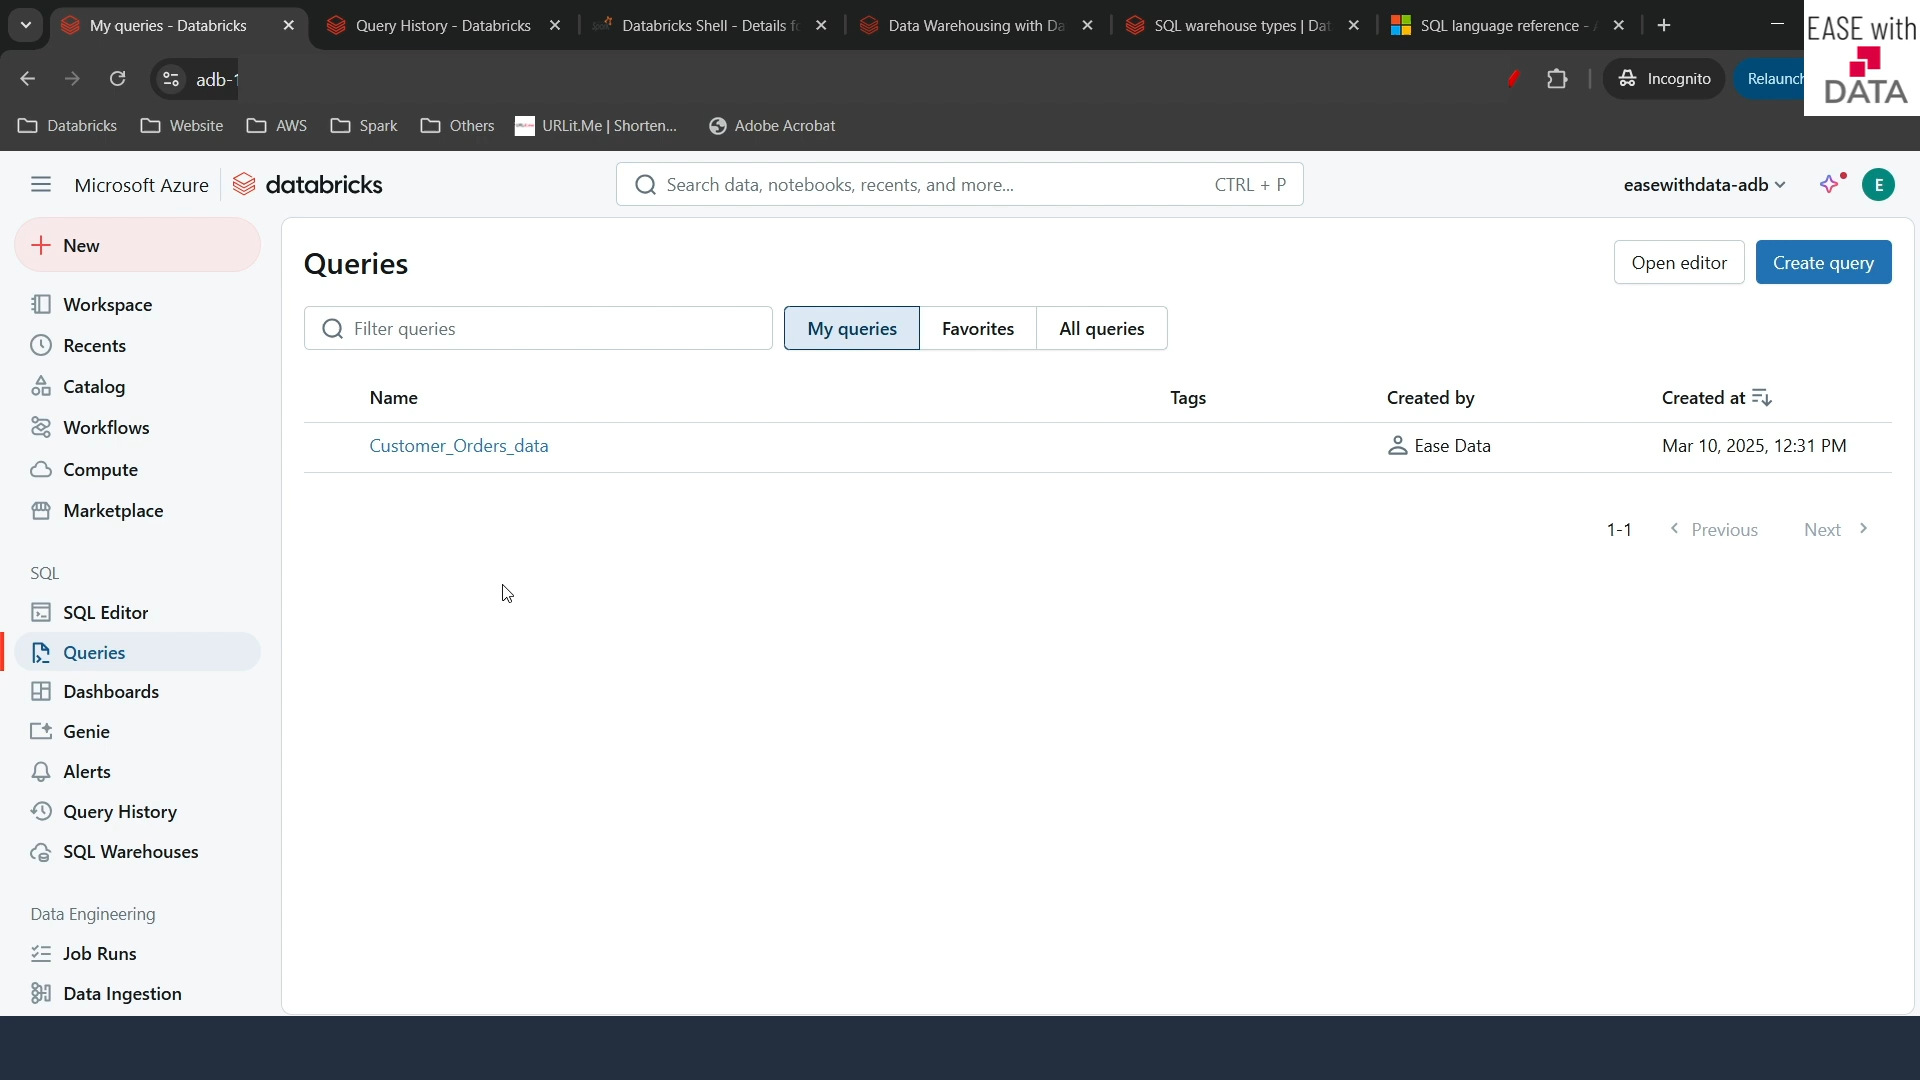 My queries - Databricks
Query History - Databricks
Databricks Shell - Details f
Data Warehousing with Da
SQL warehouse types | Dat
SQL language reference -
EASE with
DATA
adb-1
Incognito
Relaunch
Databricks
Website
AWS
Spark
Others
URLit.Me | Shorten...
Adobe Acrobat
Microsoft Azure
databricks
Search data, notebooks, recents, and more...
CTRL + P
easewithdata-adb
E
New
Workspace
Recents
Catalog
Workflows
Compute
Marketplace
SQL
SQL Editor
Queries
Dashboards
Genie
Alerts
Query History
SQL Warehouses
Data Engineering
Job Runs
Data Ingestion
Queries
Open editor
Create query
Filter queries
My queries
Favorites
All queries
Name
Tags
Created by
Created at
Customer_Orders_data
Ease Data
Mar 10, 2025, 12:31 PM
1-1
Previous
Next